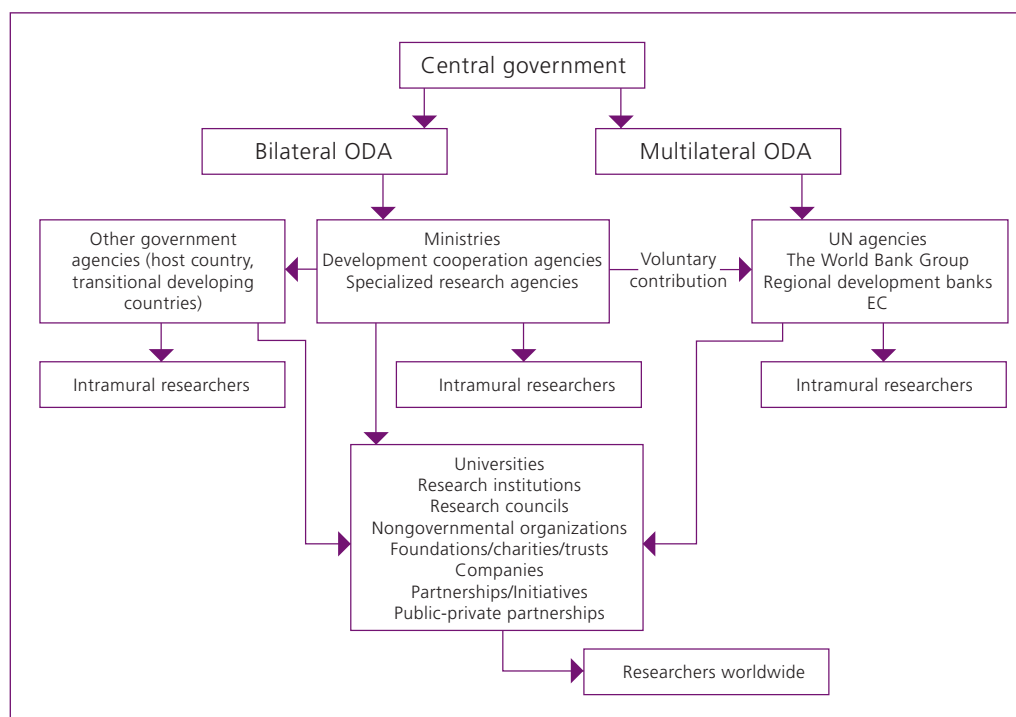 Central government
Bilateral ODA
Multilateral ODA
Other government
agencies (host country,
transitional developing
countries)
Ministries
Development cooperation agencies
Specialized research agencies
Voluntary
contribution
UN agencies
The World Bank Group
Regional development banks
EC
Intramural researchers
Intramural researchers
Intramural researchers
Universities
Research institutions
Research councils
Nongovernmental organizations
Foundations/charities/trusts
Companies
Partnerships/Initiatives
Public-private partnerships
Researchers worldwide